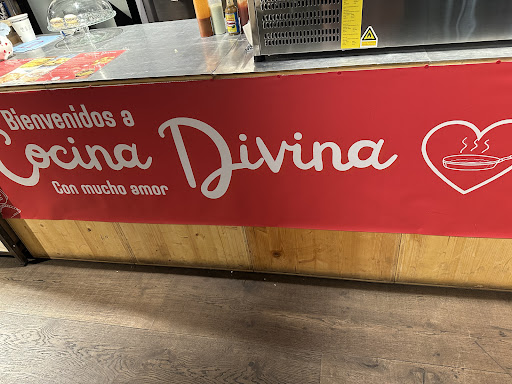 Bienvenidos a
Cocina Divina
Con mucho amor